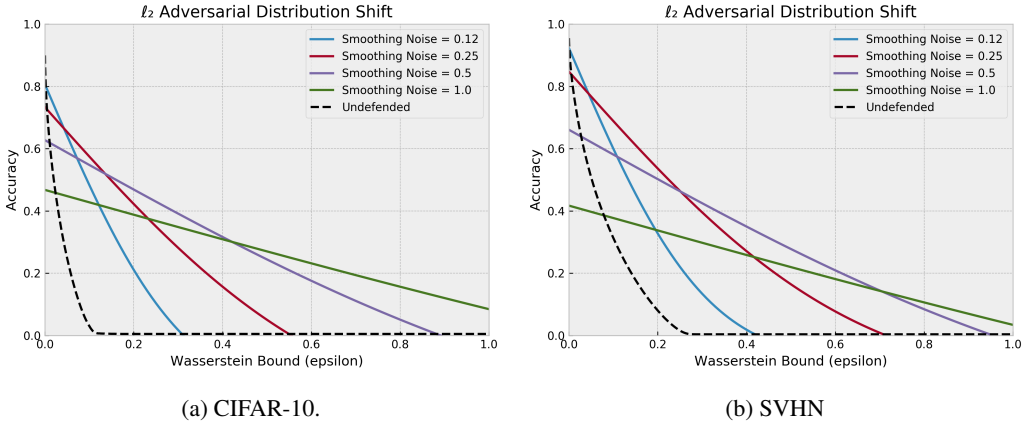 ℓ₂ Adversarial Distribution Shift
Smoothing Noise = 0.12
Smoothing Noise = 0.25
Smoothing Noise = 0.5
Smoothing Noise = 1.0
Undefended
Accuracy
1.0
0.8
0.6
0.4
0.2
0.0
0.0 0.2 0.4 0.6 0.8 1.0
Wasserstein Bound (epsilon)
(a) CIFAR-10.
ℓ₂ Adversarial Distribution Shift
Smoothing Noise = 0.12
Smoothing Noise = 0.25
Smoothing Noise = 0.5
Smoothing Noise = 1.0
Undefended
Accuracy
1.0
0.8
0.6
0.4
0.2
0.0
0.0 0.2 0.4 0.6 0.8 1.0
Wasserstein Bound (epsilon)
(b) SVHN